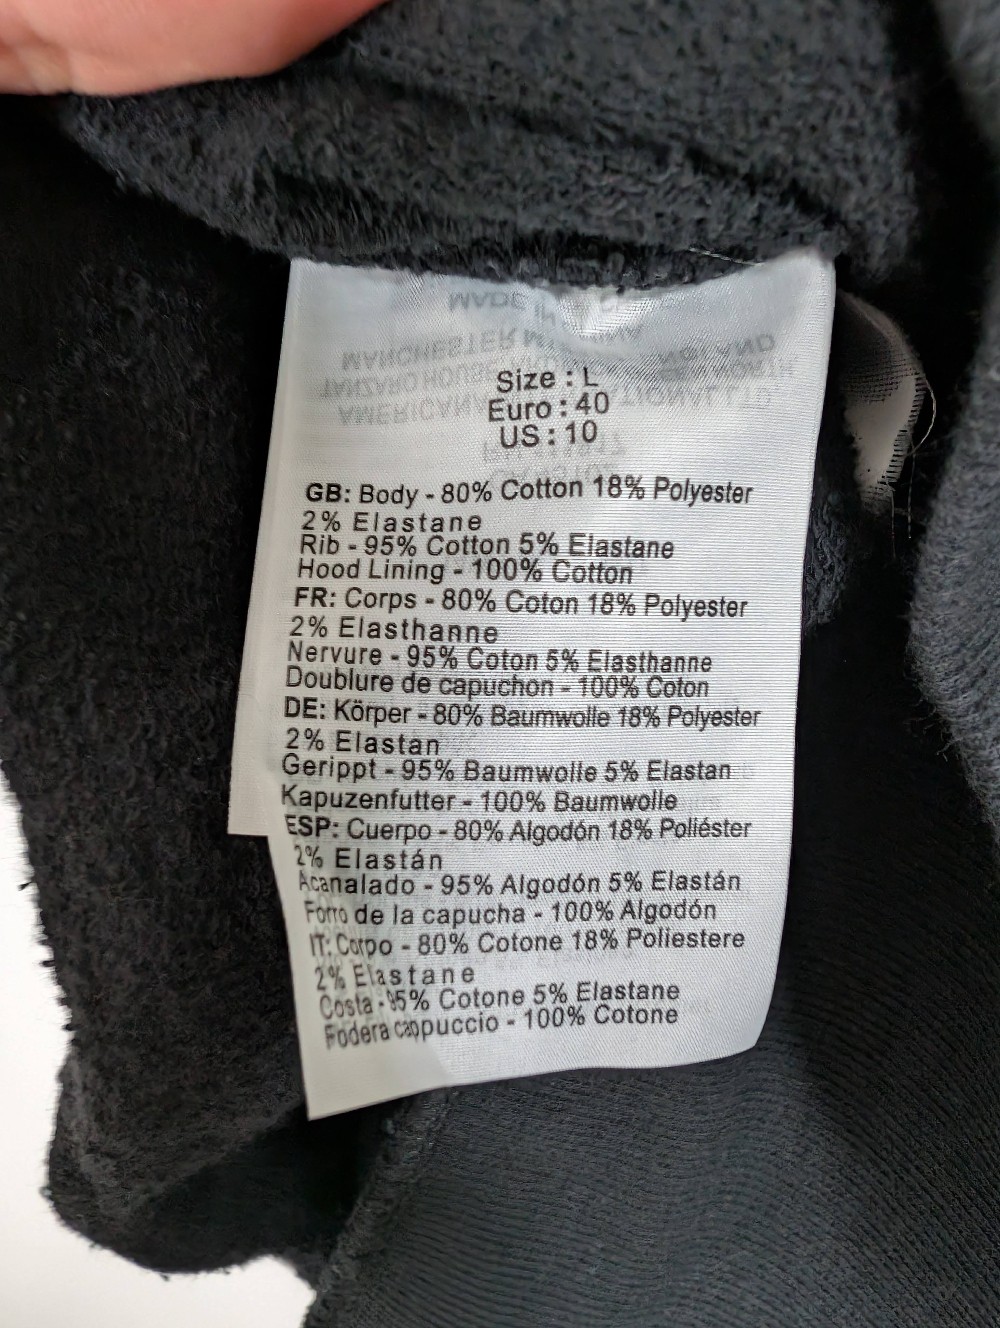 Size : L
Euro : 40
US : 10
GB: Body - 80% Cotton 18% Polyester
2% Elastane
Rib - 95% Cotton 5% Elastane
Hood Lining - 100% Cotton
FR: Corps - 80% Coton 18% Polyester
2% Elasthanne
Nervure - 95% Coton 5% Elasthanne
Doublure de capuchon - 100% Coton
DE: Körper - 80% Baumwolle 18% Polyester
2% Elastan
Gerippt - 95% Baumwolle 5% Elastan
Kapuzenfutter - 100% Baumwolle
ESP: Cuerpo - 80% Algodón 18% Poliéster
2% Elastán
Acanalado - 95% Algodón 5% Elastán
Forro de la capucha - 100% Algodón
IT: Corpo - 80% Cotone 18% Poliestere
2% Elastane
Costa - 95% Cotone 5% Elastane
Fodera cappuccio - 100% Cotone